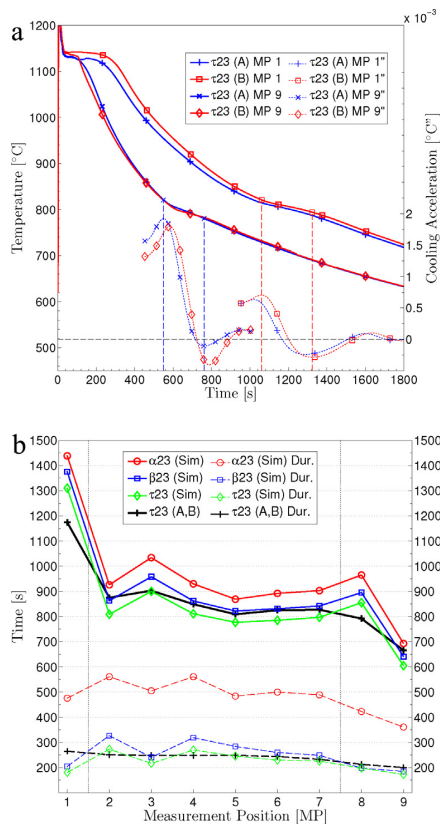 a
x 10⁻³
1200
1100
1000
900
800
700
600
500
Temperature [°C]
τ23 (A) MP 1
τ23 (B) MP 1
τ23 (A) MP 9
τ23 (B) MP 9
τ23 (A) MP 1"
τ23 (B) MP 1"
τ23 (A) MP 9"
τ23 (B) MP 9"
2
1.5
1
0.5
0
Cooling Acceleration [°C"]
0 200 400 600 800 1000 1200 1400 1600 1800
Time [s]
b
1500
1400
1300
1200
1100
1000
900
800
700
600
500
400
300
200
Time [s]
α23 (Sim)
β23 (Sim)
τ23 (Sim)
τ23 (A,B)
α23 (Sim) Dur.
β23 (Sim) Dur.
τ23 (Sim) Dur.
τ23 (A,B) Dur.
1 2 3 4 5 6 7 8 9
Measurement Position [MP]